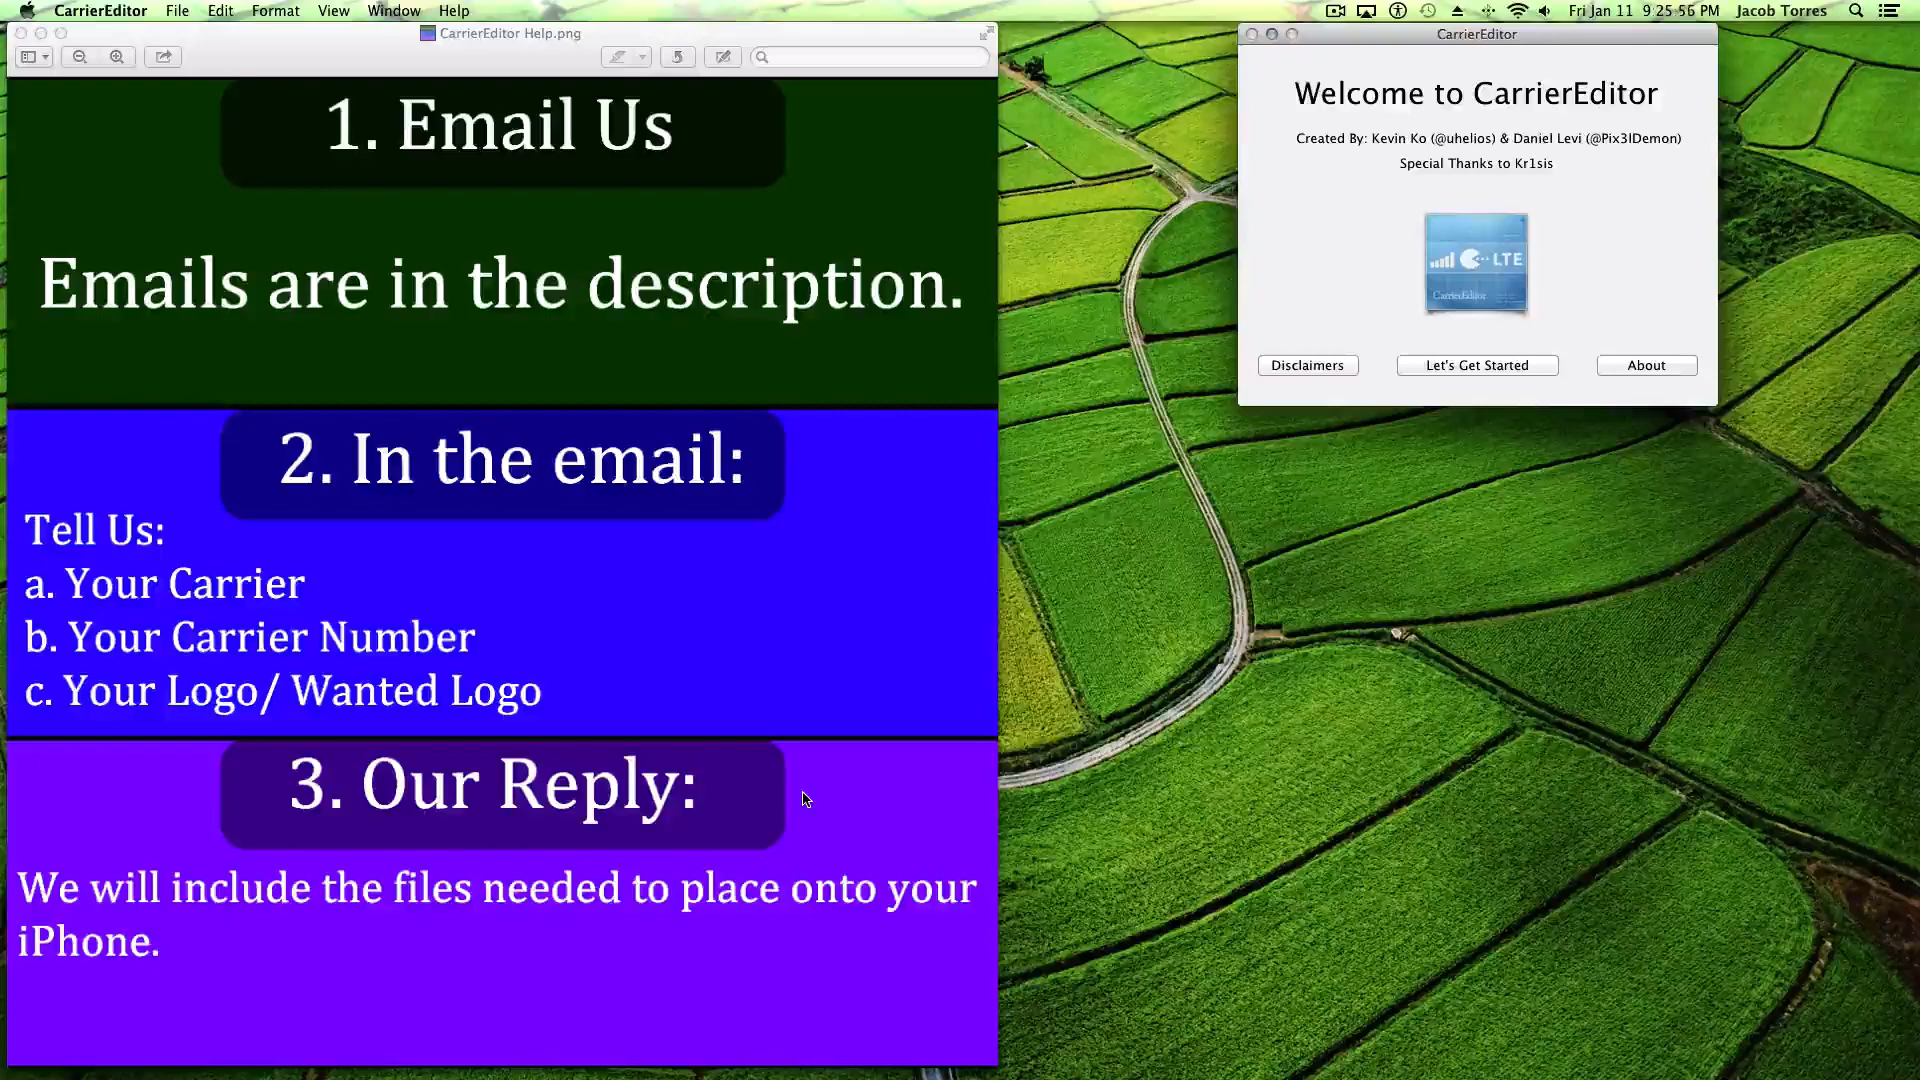 CarrierEditor File Edit Format View Window Help
Fri Jan 11 9:25:56 PM Jacob Torres
CarrierEditor Help.png
1. Email Us
Emails are in the description.
2. In the email:
Tell Us:
a. Your Carrier
b. Your Carrier Number
c. Your Logo/ Wanted Logo
3. Our Reply:
We will include the files needed to place onto your
iPhone.
CarrierEditor
Welcome to CarrierEditor
Created By: Kevin Ko (@uhelios) & Daniel Levi (@Pix3lDemon)
Special Thanks to Kr1sis
LTE
CarrierEditor
Disclaimers Let's Get Started About